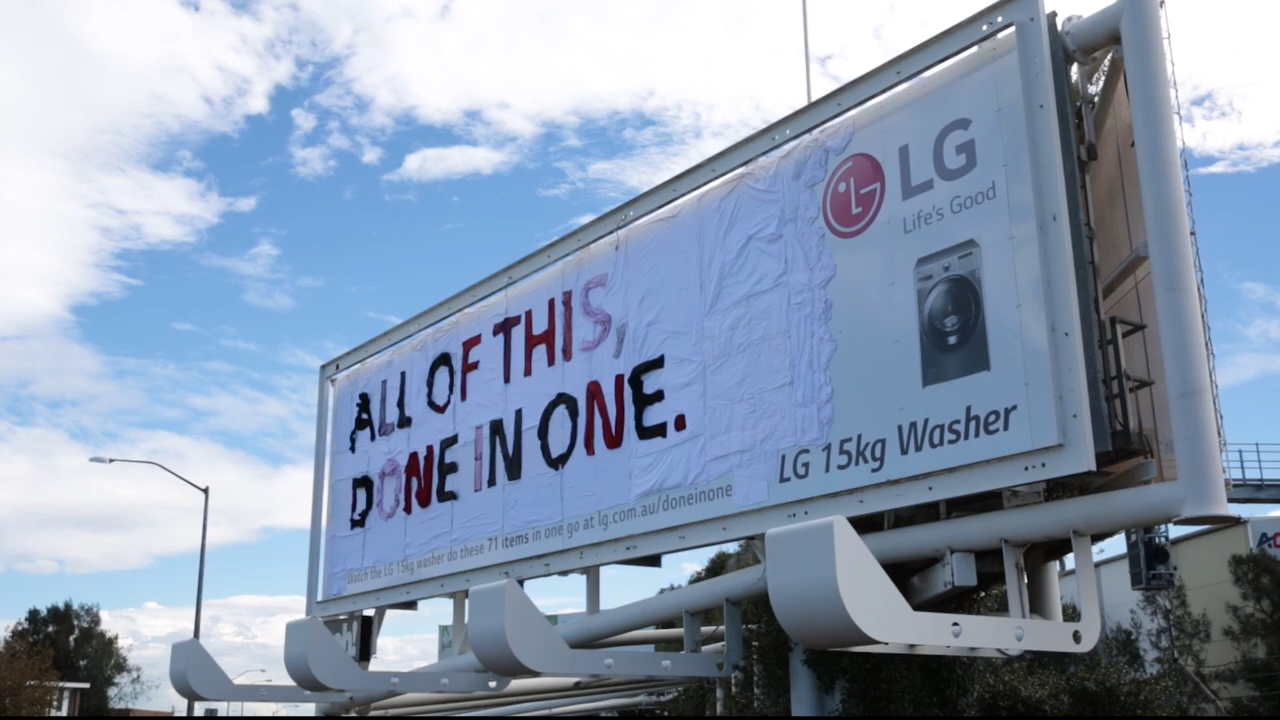 ALL OF THIS,
DONE IN ONE.
Watch the LG 15kg washer do these 71 items in one go at lg.com.au/doneinone
LG
LG
Life's Good
LG 15kg Washer